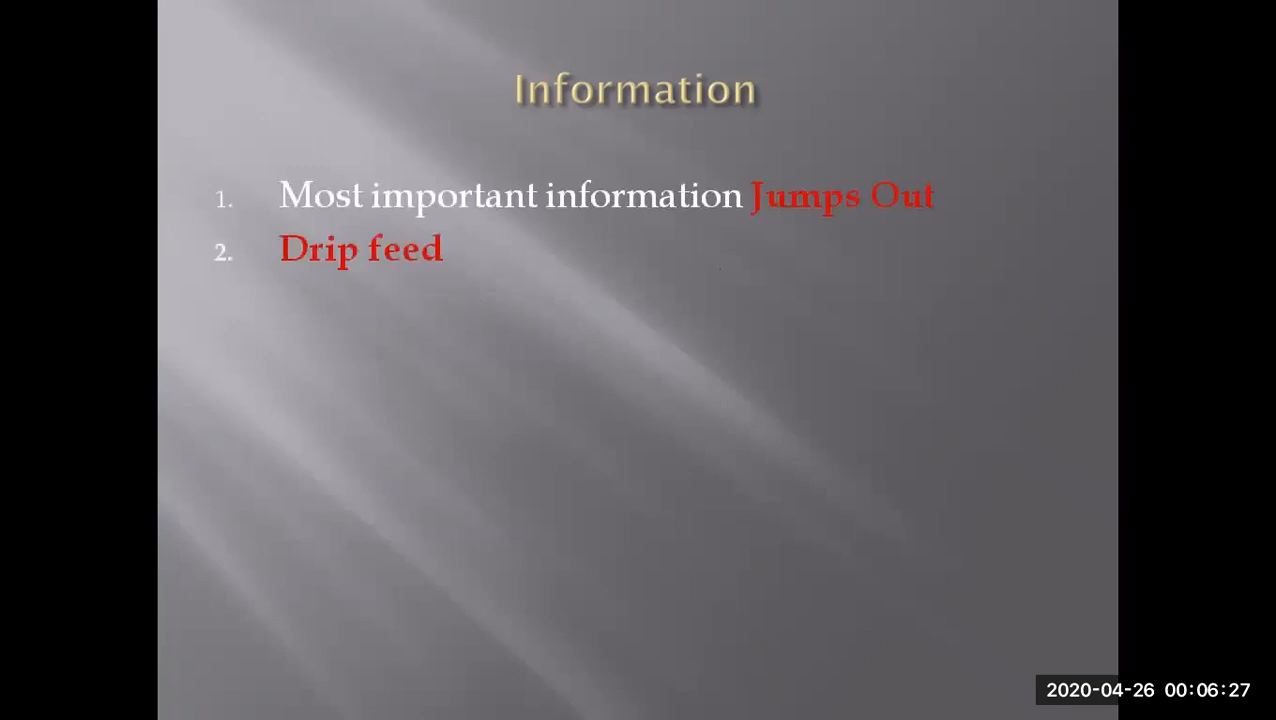 Information
1. Most important information Jumps Out
2. Drip feed
2020-04-26 00:06:27